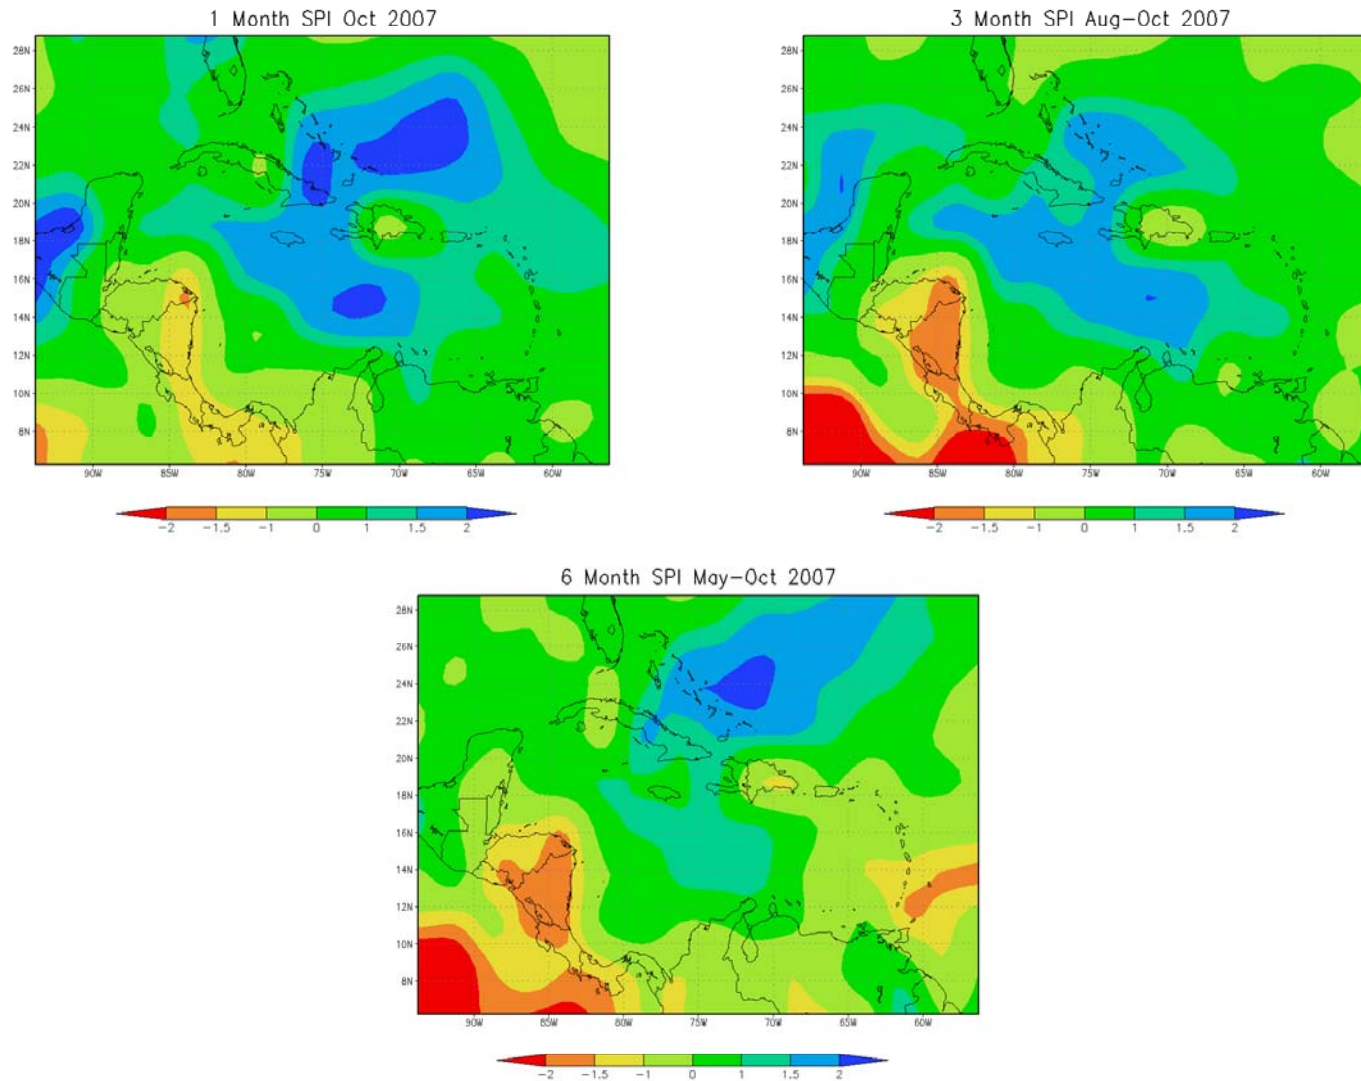 1 Month SPI Oct 2007
28N
26N
24N
22N
20N
18N
16N
14N
12N
10N
8N
90W 85W 80W 75W 70W 65W 60W
-2 -1.5 -1 0 1 1.5 2
3 Month SPI Aug-Oct 2007
28N
26N
24N
22N
20N
18N
16N
14N
12N
10N
8N
90W 85W 80W 75W 70W 65W 60W
-2 -1.5 -1 0 1 1.5 2
6 Month SPI May-Oct 2007
28N
26N
24N
22N
20N
18N
16N
14N
12N
10N
8N
90W 85W 80W 75W 70W 65W 60W
-2 -1.5 -1 0 1 1.5 2